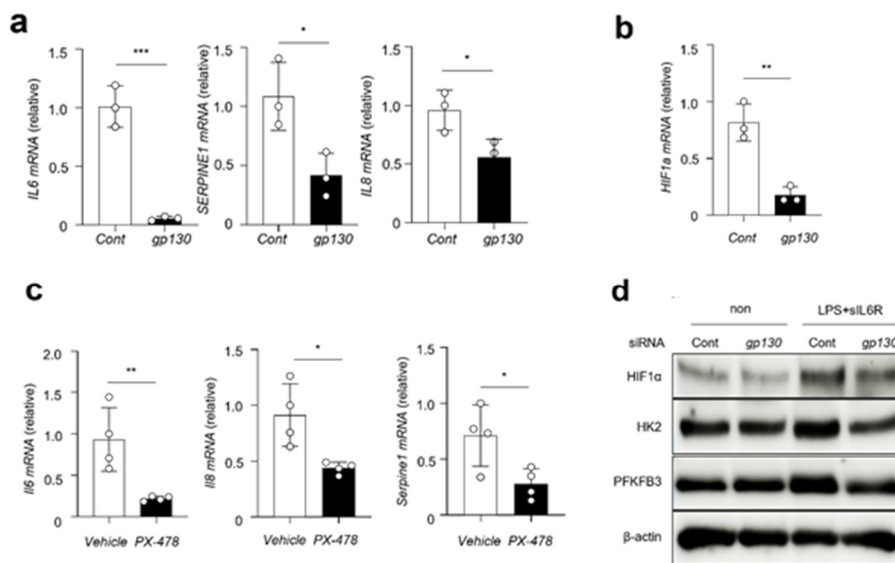 a
b
***
*
*
**
IL6 mRNA (relative)
1.5
1.0
0.5
0
Cont gp130
SERPINE1 mRNA (relative)
1.5
1.0
0.5
0
Cont gp130
IL8 mRNA (relative)
1.5
1.0
0.5
0
Cont gp130
HIF1a mRNA (relative)
1.5
1.0
0.5
0
Cont gp130
c
d
**
*
*
Il6 mRNA (relative)
2.0
1.5
1.0
0.5
0
Vehicle PX-478
Il8 mRNA (relative)
1.5
1.0
0.5
0
Vehicle PX-478
Serpine1 mRNA (relative)
1.5
1.0
0.5
0
Vehicle PX-478
non LPS+sIL6R
siRNA Cont gp130 Cont gp130
HIF1α
HK2
PFKFB3
β-actin